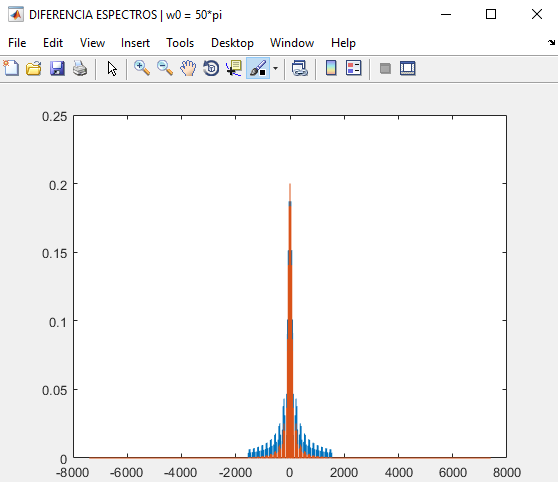 DIFERENCIA ESPECTROS | w0 = 50*pi
File Edit View Insert Tools Desktop Window Help
0.25
0.2
0.15
0.1
0.05
0
-8000 -6000 -4000 -2000 0 2000 4000 6000 8000